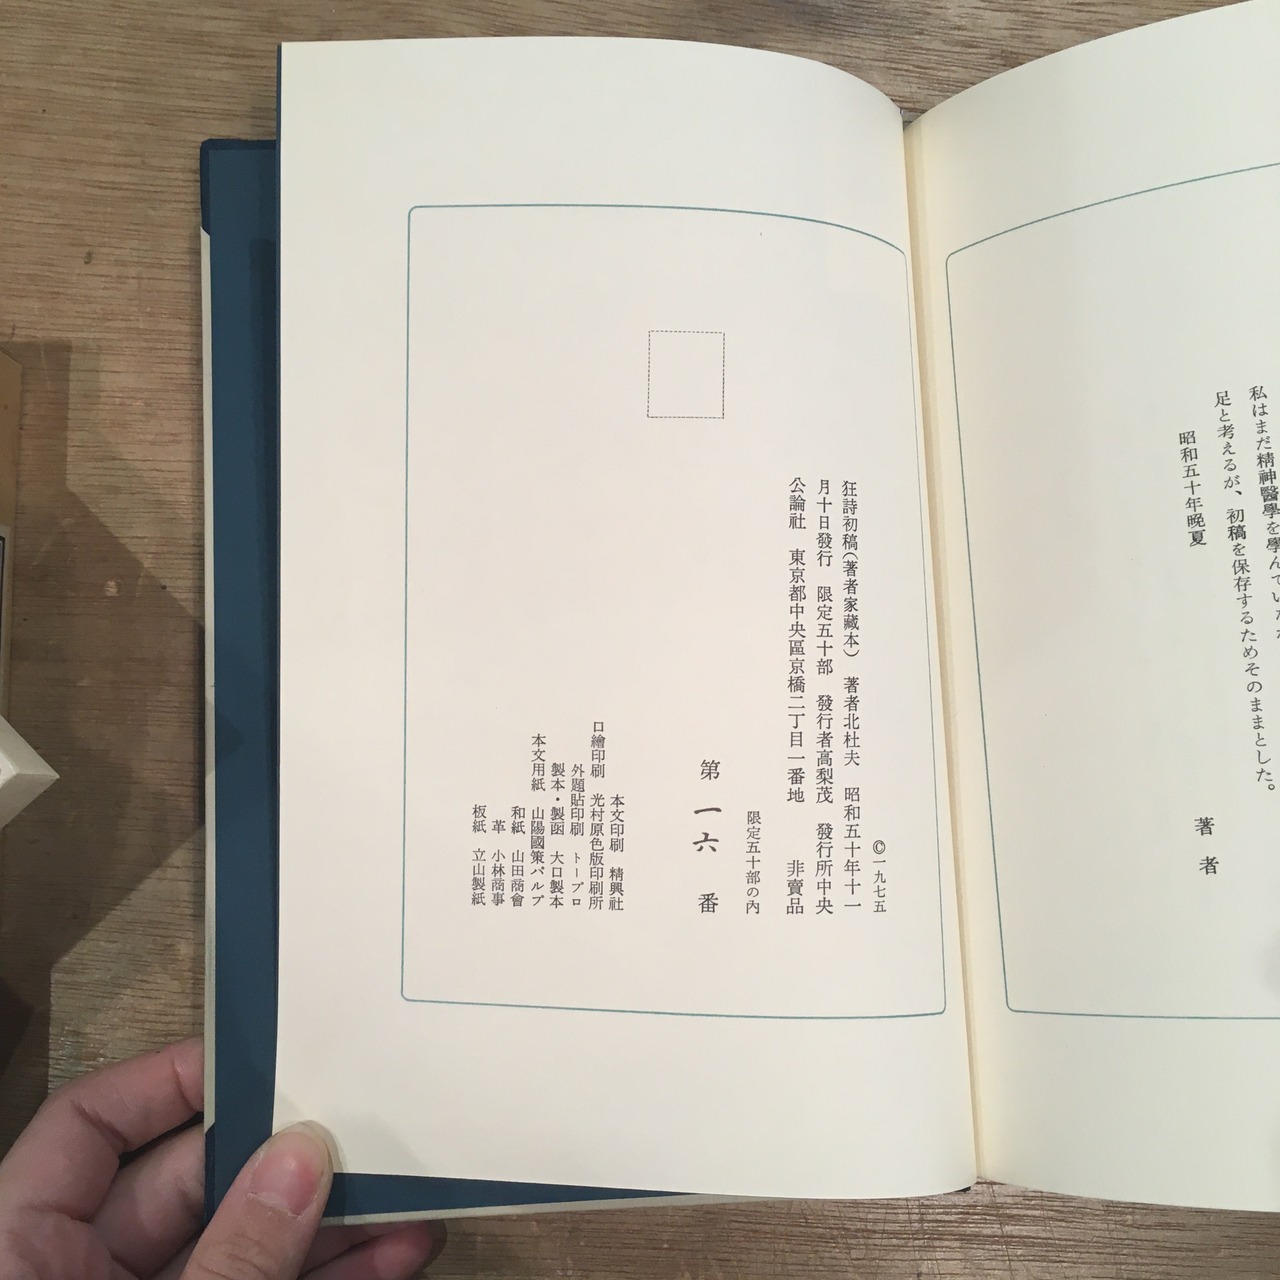 私はまだ精神醫學を學んでいな
足と考えるが、初稿を保存するためそのままとした。
昭和五十年晩夏
著者
©一九七五
狂詩初稿(著者家藏本) 著者北杜夫 昭和五十年十一
月十日發行 限定五十部 發行者高梨茂 發行所中央
公論社 東京都中央區京橋二丁目一番地 非賣品
限定五十部の內
第一六番
本文印刷 精興社
口繪印刷 光村原色版印刷所
外題貼印刷 トープロ
製本・製函 大口製本
本文用紙 山陽國策パルプ
和紙 山田商會
革 小林商事
板紙 立山製紙